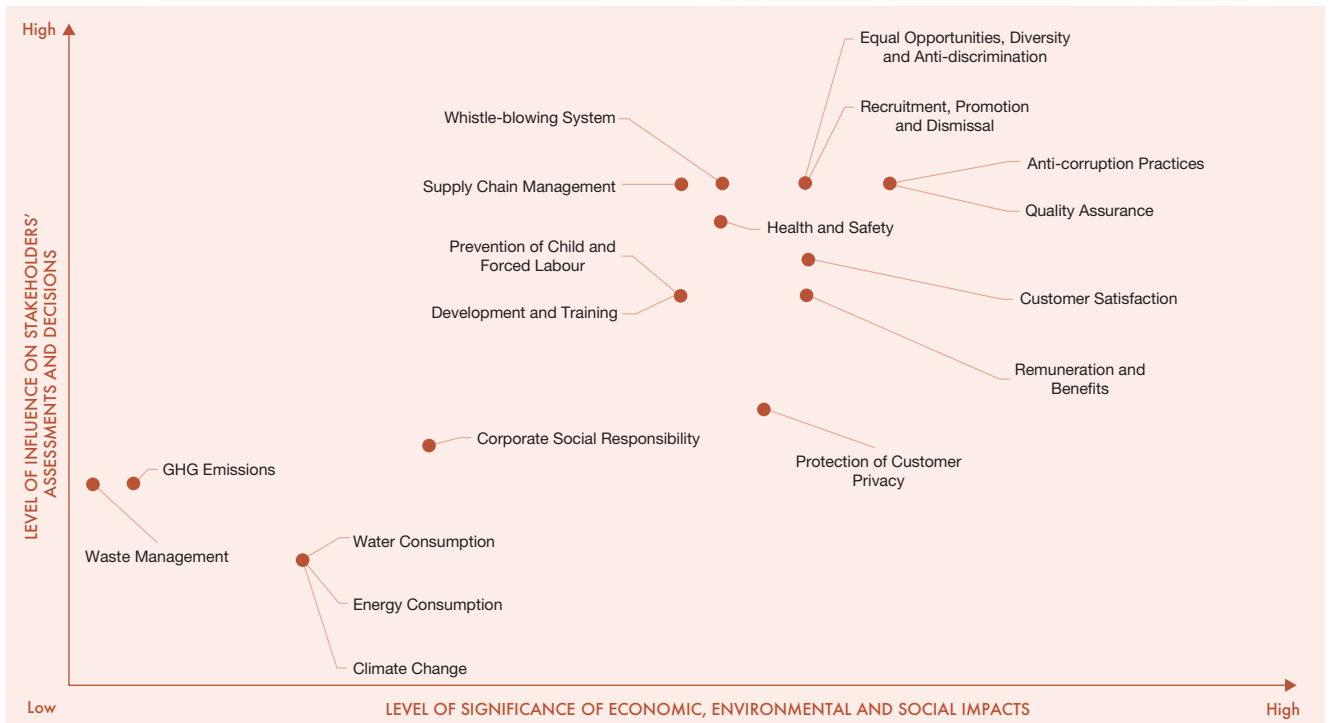 High
Equal Opportunities, Diversity
and Anti-discrimination
Recruitment, Promotion
and Dismissal
Whistle-blowing System
Anti-corruption Practices
Supply Chain Management
Quality Assurance
Health and Safety
Prevention of Child and
Forced Labour
Customer Satisfaction
Development and Training
Remuneration and
Benefits
Corporate Social Responsibility
Protection of Customer
Privacy
GHG Emissions
Waste Management
Water Consumption
Energy Consumption
Climate Change
LEVEL OF INFLUENCE ON STAKEHOLDERS’
ASSESSMENTS AND DECISIONS
Low
LEVEL OF SIGNIFICANCE OF ECONOMIC, ENVIRONMENTAL AND SOCIAL IMPACTS
High